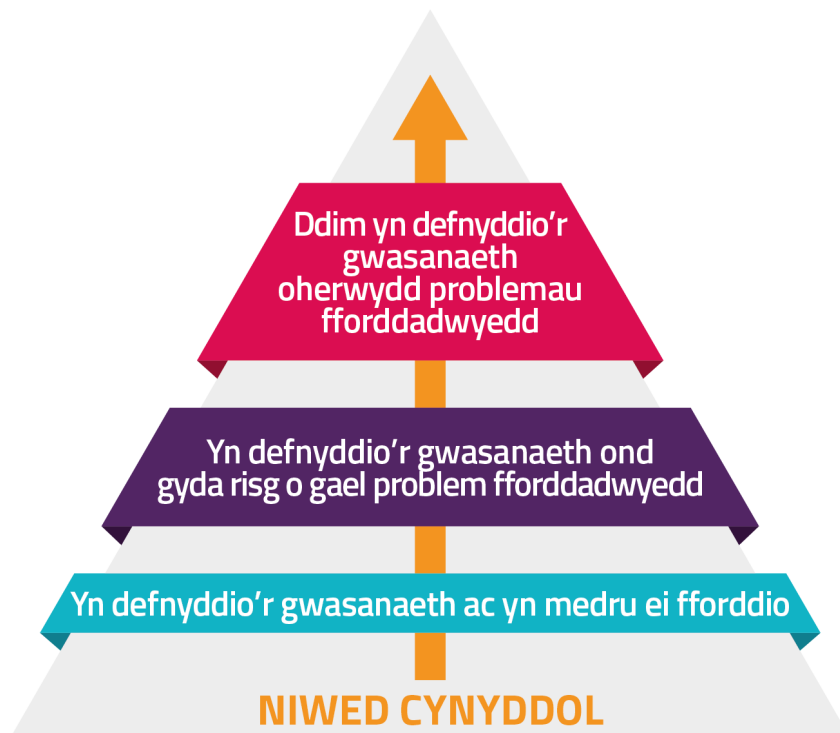 Ddim yn defnyddio'r
gwasanaeth
oherwydd problemau
fforddadwyedd
Yn defnyddio'r gwasanaeth ond
gyda risg o gael problem fforddadwyedd
Yn defnyddio'r gwasanaeth ac yn medru ei fforddio
NIWED CYNYDDOL